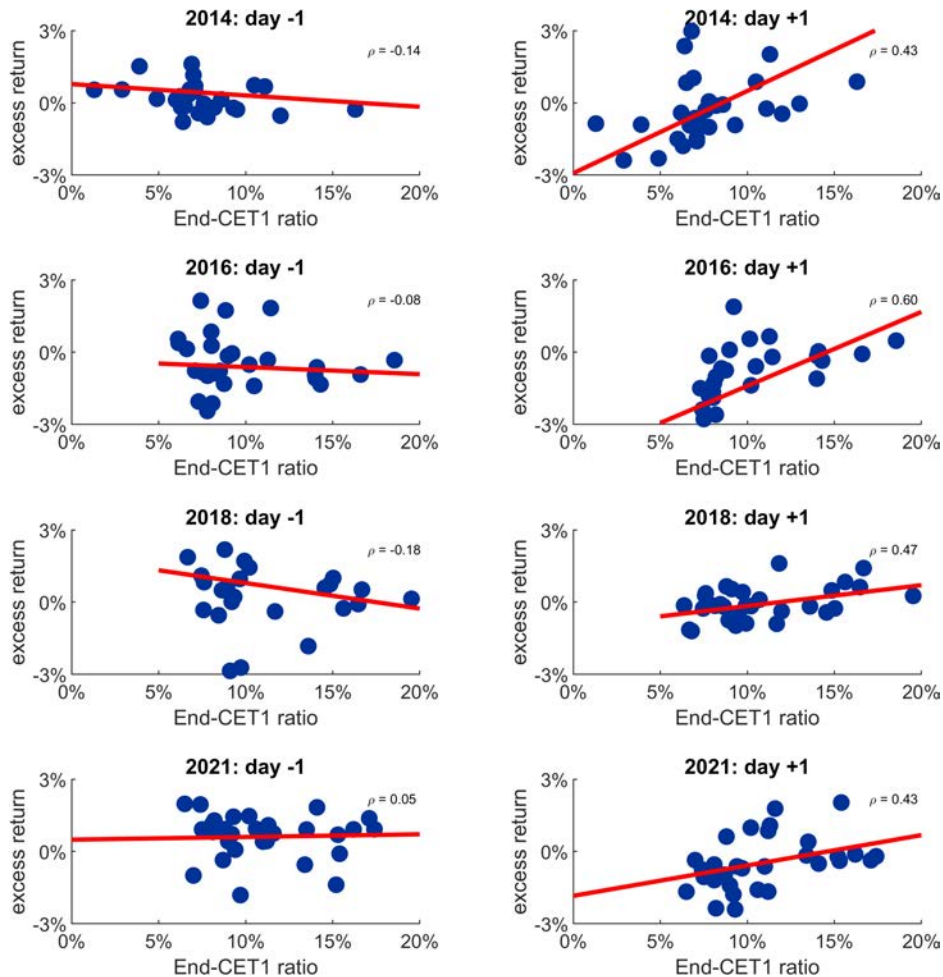 2014: day -1
3%
0%
-3%
excess return
ρ = -0.14
0% 5% 10% 15% 20%
End-CET1 ratio
2014: day +1
3%
0%
-3%
excess return
ρ = 0.43
0% 5% 10% 15% 20%
End-CET1 ratio
2016: day -1
3%
0%
-3%
excess return
ρ = -0.08
0% 5% 10% 15% 20%
End-CET1 ratio
2016: day +1
3%
0%
-3%
excess return
ρ = 0.60
0% 5% 10% 15% 20%
End-CET1 ratio
2018: day -1
3%
0%
-3%
excess return
ρ = -0.18
0% 5% 10% 15% 20%
End-CET1 ratio
2018: day +1
3%
0%
-3%
excess return
ρ = 0.47
0% 5% 10% 15% 20%
End-CET1 ratio
2021: day -1
3%
0%
-3%
excess return
ρ = 0.05
0% 5% 10% 15% 20%
End-CET1 ratio
2021: day +1
3%
0%
-3%
excess return
ρ = 0.43
0% 5% 10% 15% 20%
End-CET1 ratio